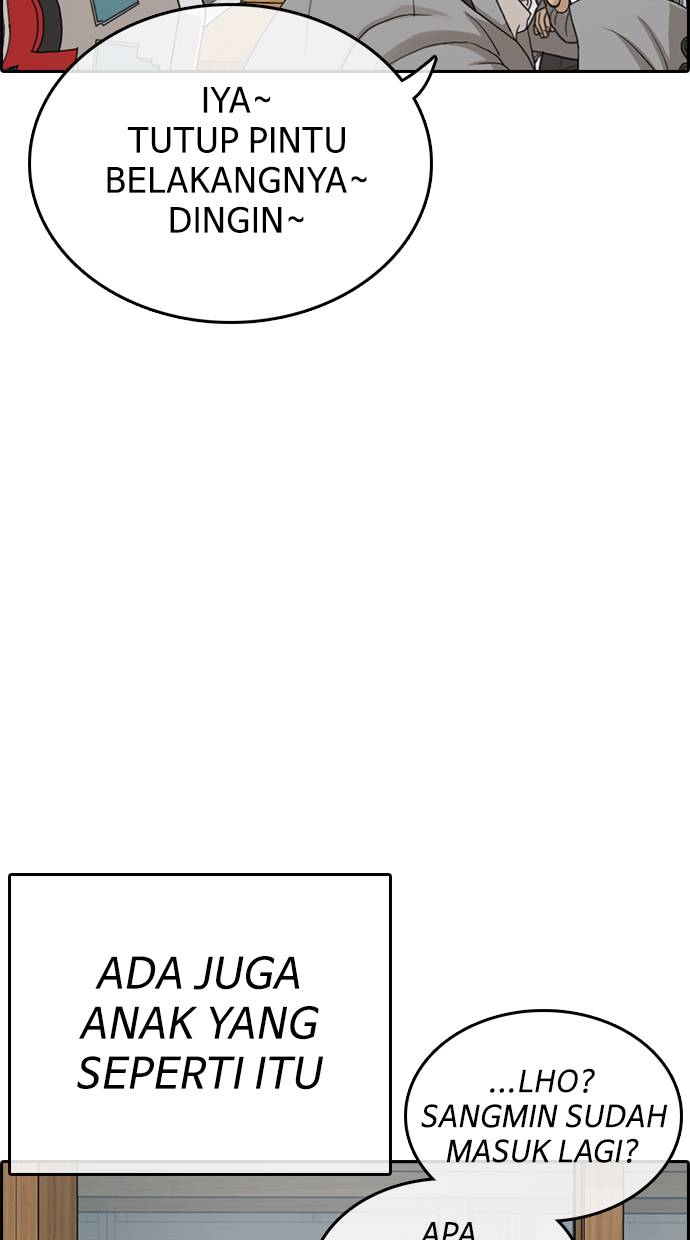 IYA~
TUTUP PINTU
BELAKANGNYA~
DINGIN~
ADA JUGA
ANAK YANG
SEPERTI ITU
...LHO?
SANGMIN SUDAH
MASUK LAGI?
APA